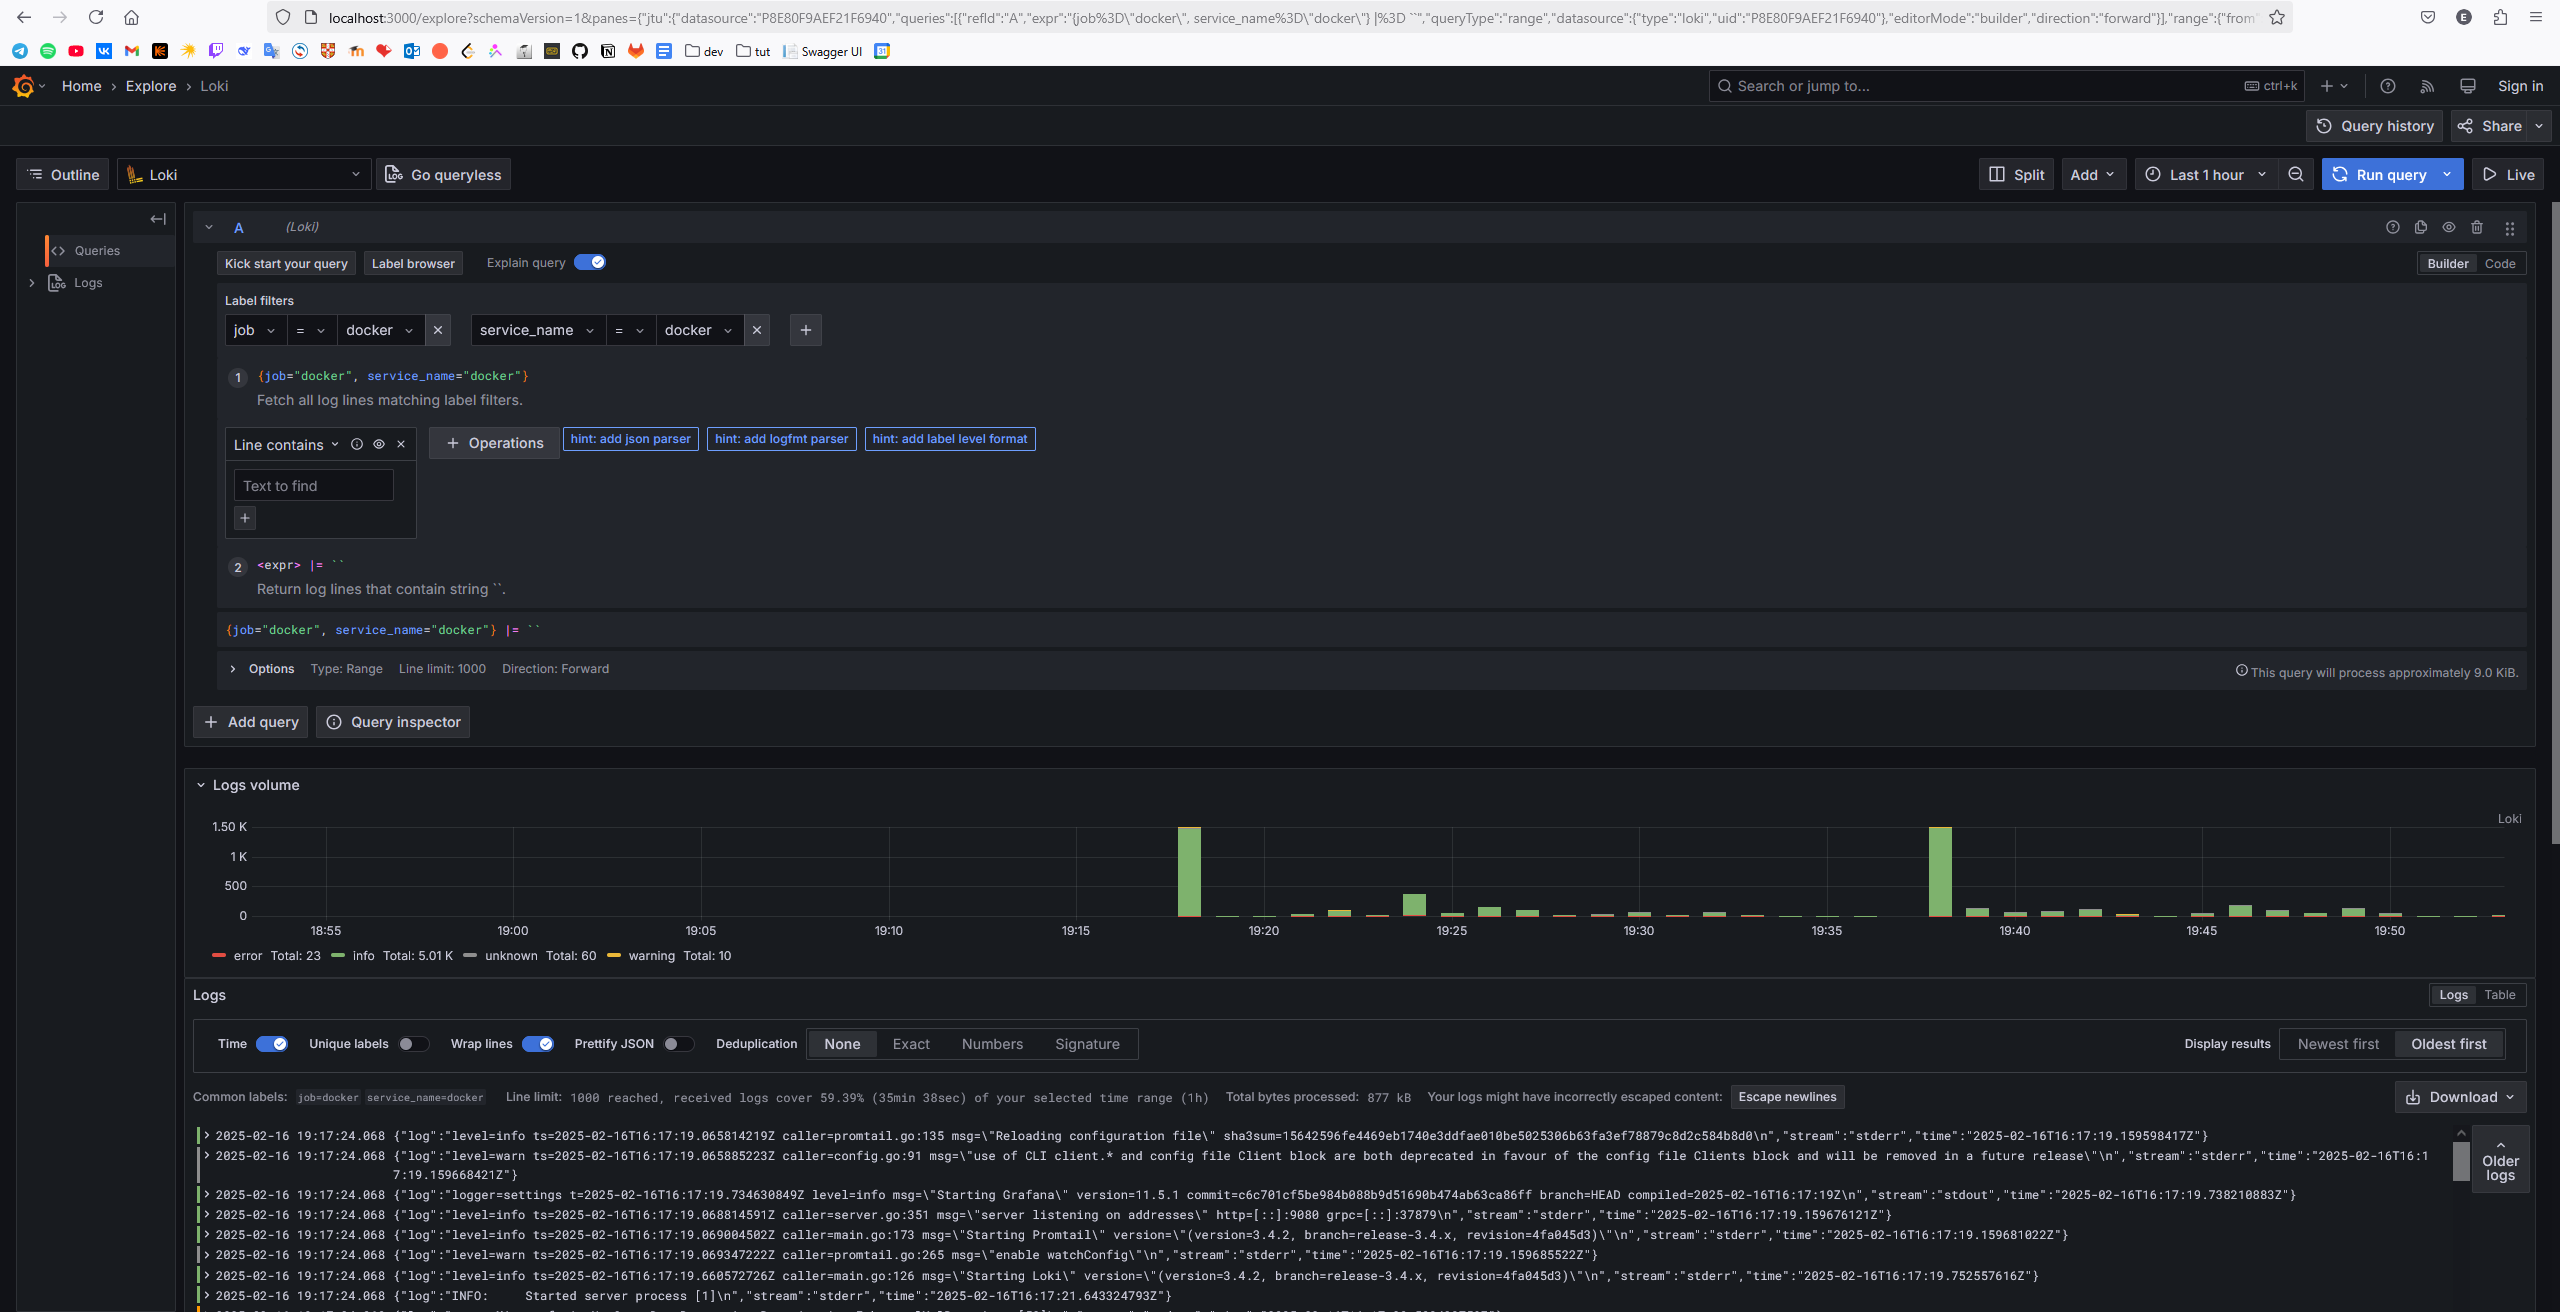 localhost:3000/explore?schemaVersion=1&panes={"jtu":{"datasource":"P8E80F9AEF21F6940","queries":[{"refId":"A","expr":"{job%3D\"docker\", service_name%3D\"docker\"} |%3D ``","queryType":"range","datasource":{"type":"loki","uid":"P8E80F9AEF21F6940"},"editorMode":"builder","direction":"forward"}],"range":{"from"
dev tut Swagger UI
Home › Explore › Loki Search or jump to... ctrl+k Sign in
Query history Share
Outline Loki Go queryless Split Add Last 1 hour Run query Live
A (Loki)
Queries
Logs
Kick start your query Label browser Explain query Builder Code
Label filters
job = docker service_name = docker
1 {job="docker", service_name="docker"}
Fetch all log lines matching label filters.
Line contains Operations hint: add json parser hint: add logfmt parser hint: add label level format
Text to find
2 <expr> |= ``
Return log lines that contain string ``.
{job="docker", service_name="docker"} |= ``
Options Type: Range Line limit: 1000 Direction: Forward This query will process approximately 9.0 KiB.
Add query Query inspector
Logs volume
Loki
1.50 K
1 K
500
0
18:55 19:00 19:05 19:10 19:15 19:20 19:25 19:30 19:35 19:40 19:45 19:50
error Total: 23 info Total: 5.01 K unknown Total: 60 warning Total: 10
Logs Logs Table
Time Unique labels Wrap lines Prettify JSON Deduplication None Exact Numbers Signature Display results Newest first Oldest first
Common labels: job=docker service_name=docker Line limit: 1000 reached, received logs cover 59.39% (35min 38sec) of your selected time range (1h) Total bytes processed: 877 kB Your logs might have incorrectly escaped content: Escape newlines Download
2025-02-16 19:17:24.068 {"log":"level=info ts=2025-02-16T16:17:19.065814219Z caller=promtail.go:135 msg=\"Reloading configuration file\" sha3sum=15642596fe4469eb1740e3ddfae010be5025306b63fa3ef78879c8d2c584b8d0\n","stream":"stderr","time":"2025-02-16T16:17:19.159598417Z"}
2025-02-16 19:17:24.068 {"log":"level=warn ts=2025-02-16T16:17:19.065885223Z caller=config.go:91 msg=\"use of CLI client.* and config file Client block are both deprecated in favour of the config file Clients block and will be removed in a future release\"\n","stream":"stderr","time":"2025-02-16T16:1
7:19.159668421Z"}
2025-02-16 19:17:24.068 {"log":"logger=settings t=2025-02-16T16:17:19.734630849Z level=info msg=\"Starting Grafana\" version=11.5.1 commit=c6c701cf5be984b088b9d51690b474ab63ca86ff branch=HEAD compiled=2025-02-16T16:17:19Z\n","stream":"stdout","time":"2025-02-16T16:17:19.738210883Z"}
2025-02-16 19:17:24.068 {"log":"level=info ts=2025-02-16T16:17:19.068814591Z caller=server.go:351 msg=\"server listening on addresses\" http=[::]:9080 grpc=[::]:37879\n","stream":"stderr","time":"2025-02-16T16:17:19.159676121Z"}
2025-02-16 19:17:24.068 {"log":"level=info ts=2025-02-16T16:17:19.069004502Z caller=main.go:173 msg=\"Starting Promtail\" version=\"(version=3.4.2, branch=release-3.4.x, revision=4fa045d3)\"\n","stream":"stderr","time":"2025-02-16T16:17:19.159681022Z"}
2025-02-16 19:17:24.068 {"log":"level=warn ts=2025-02-16T16:17:19.069347222Z caller=promtail.go:265 msg=\"enable watchConfig\"\n","stream":"stderr","time":"2025-02-16T16:17:19.159685522Z"}
2025-02-16 19:17:24.068 {"log":"level=info ts=2025-02-16T16:17:19.660572726Z caller=main.go:126 msg=\"Starting Loki\" version=\"(version=3.4.2, branch=release-3.4.x, revision=4fa045d3)\"\n","stream":"stderr","time":"2025-02-16T16:17:19.752557616Z"}
2025-02-16 19:17:24.068 {"log":"INFO:     Started server process [1]\n","stream":"stderr","time":"2025-02-16T16:17:21.643324793Z"}
Older
logs